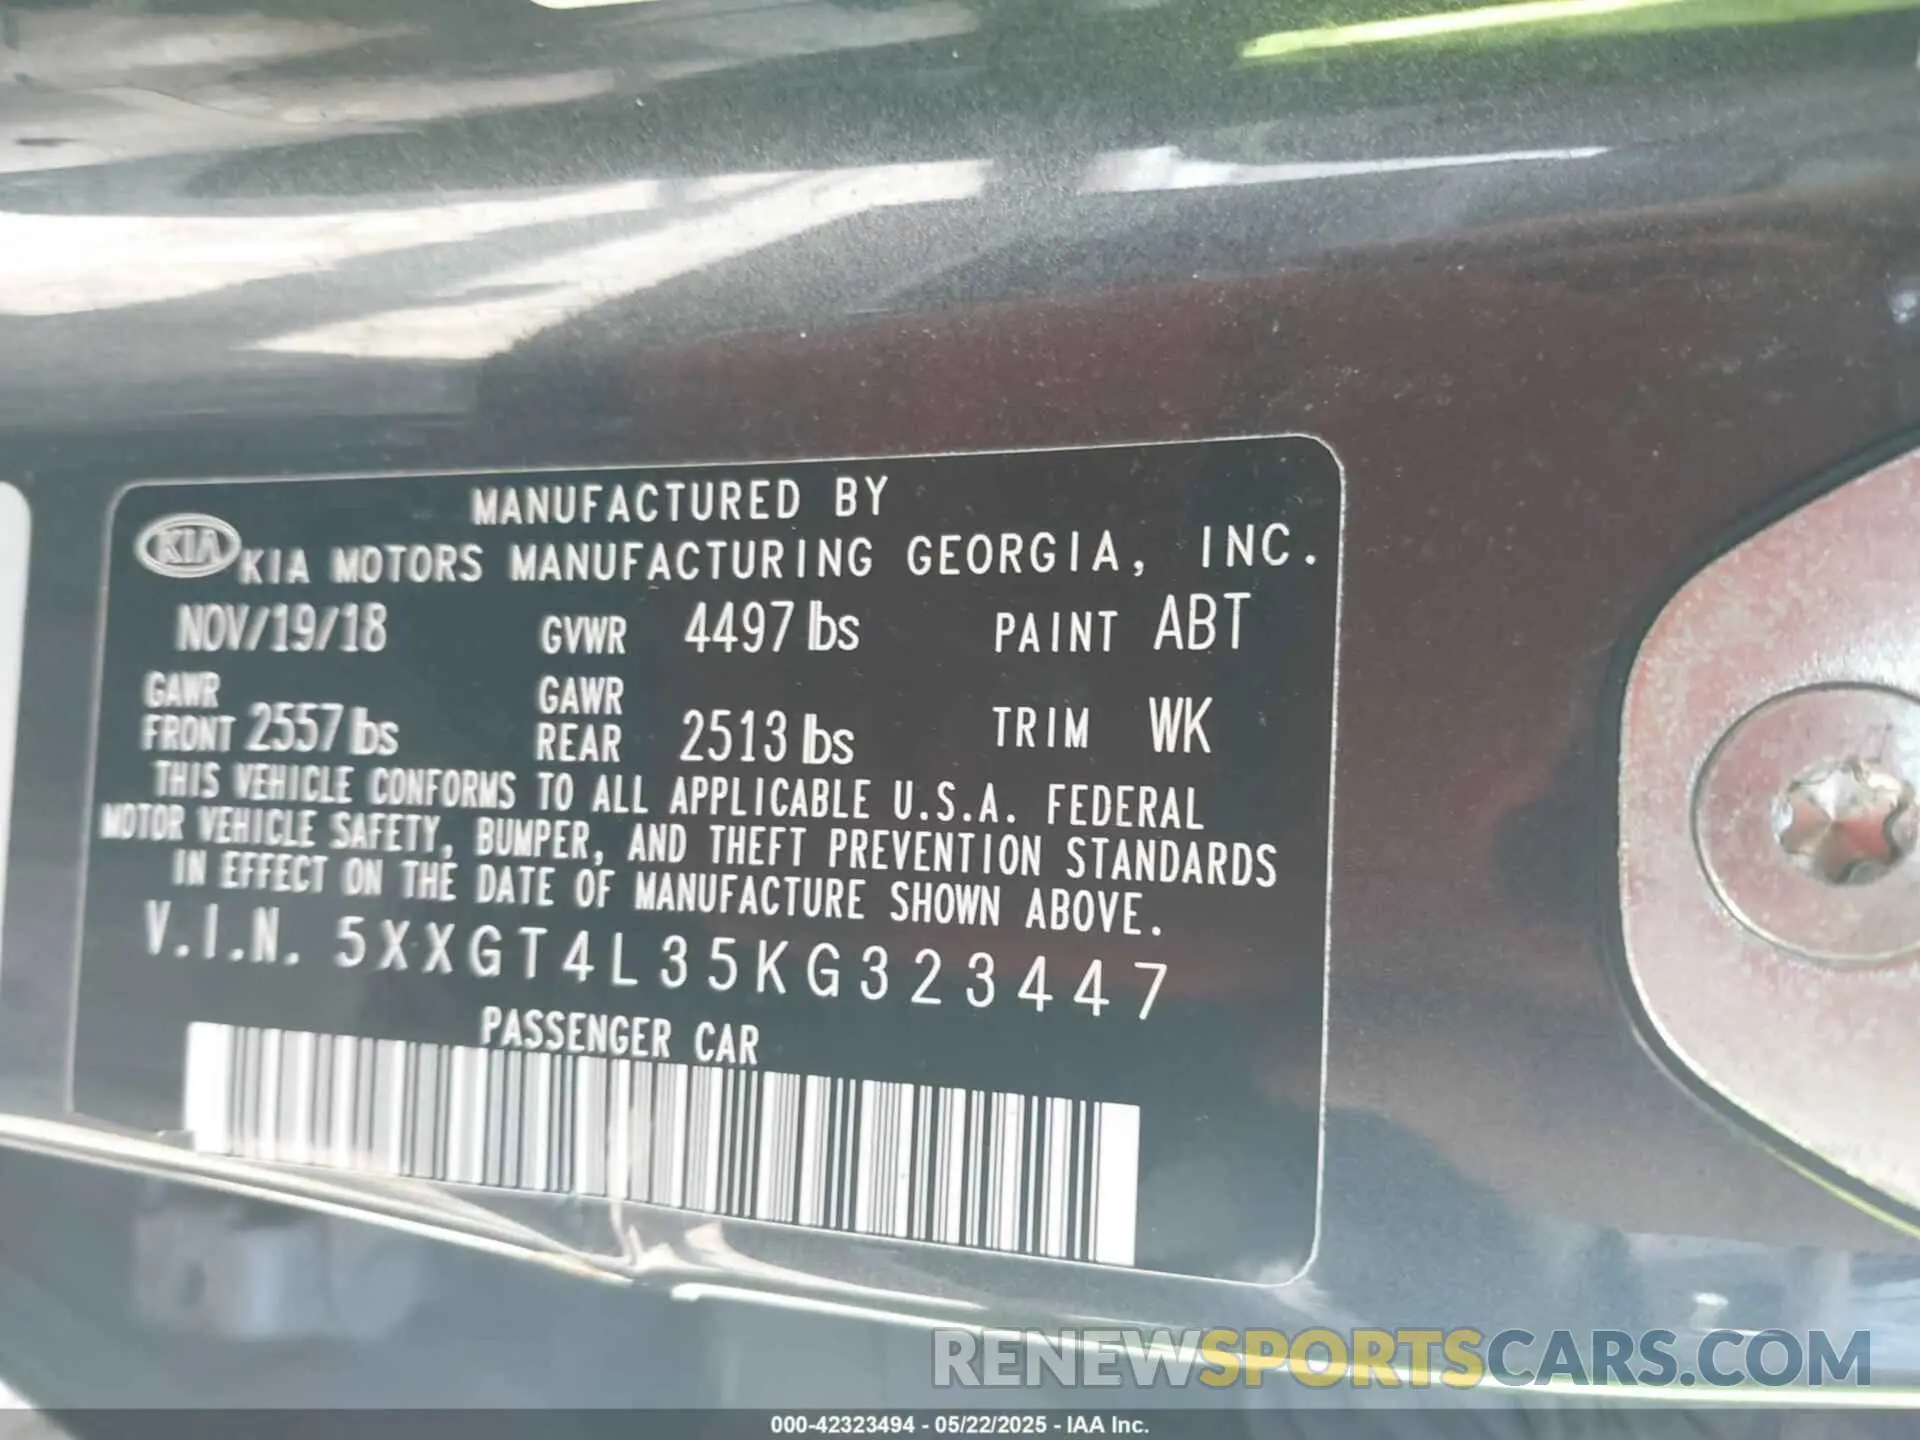 MANUFACTURED BY
KIA KIA MOTORS MANUFACTURING GEORGIA, INC.
NOV/19/18 GVWR 4497 lbs PAINT ABT
GAWR FRONT 2557 lbs GAWR REAR 2513 lbs TRIM WK
THIS VEHICLE CONFORMS TO ALL APPLICABLE U.S.A. FEDERAL
MOTOR VEHICLE SAFETY, BUMPER, AND THEFT PREVENTION STANDARDS
IN EFFECT ON THE DATE OF MANUFACTURE SHOWN ABOVE.
V.I.N. 5XXGT4L35KG323447
PASSENGER CAR
RENEWSPORTSCARS.COM
000-42323494 - 05/22/2025 - IAA Inc.